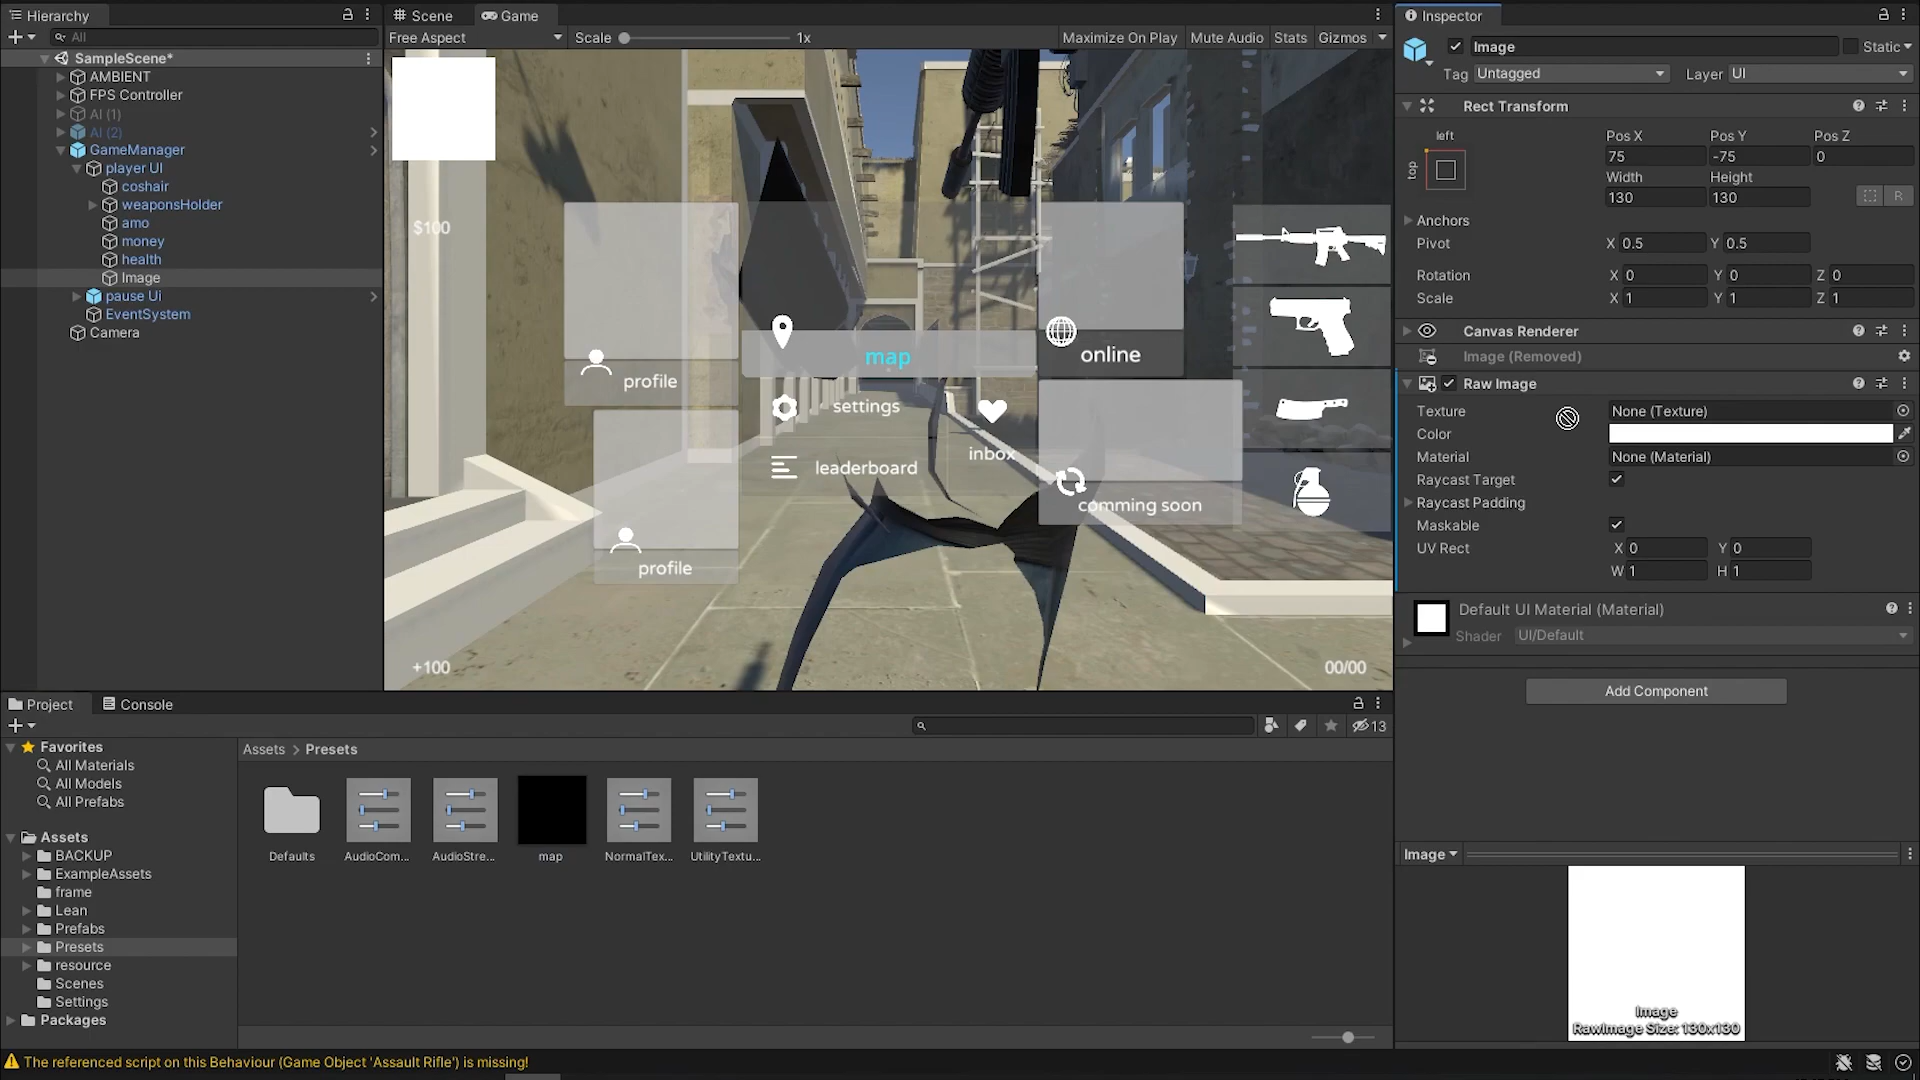 Hierarchy
All
SampleScene*
AMBIENT
FPS Controller
AI (1)
AI (2)
GameManager
player UI
coshair
weaponsHolder
amo
money
health
Image
pause Ui
EventSystem
Camera
Scene
Game
Free Aspect
Scale
1x
Maximize On Play
Mute Audio
Stats
Gizmos
$100
profile
profile
map
settings
leaderboard
inbox
online
comming soon
+100
00/00
Inspector
Image
Static
Tag
Untagged
Layer
UI
Rect Transform
left
top
Pos X
Pos Y
Pos Z
75
-75
0
Width
Height
130
130
R
Anchors
Pivot
X 0.5
Y 0.5
Rotation
X 0
Y 0
Z 0
Scale
X 1
Y 1
Z 1
Canvas Renderer
Image (Removed)
Raw Image
Texture
None (Texture)
Color
Material
None (Material)
Raycast Target
Raycast Padding
Maskable
UV Rect
X 0
Y 0
W 1
H 1
Default UI Material (Material)
Shader
UI/Default
Add Component
Image
Image
RawImage Size: 130x130
Project
Console
13
Favorites
All Materials
All Models
All Prefabs
Assets
BACKUP
ExampleAssets
frame
Lean
Prefabs
Presets
resource
Scenes
Settings
Packages
Assets > Presets
Defaults
AudioCom...
AudioStre...
map
NormalTex...
UtilityTextu...
The referenced script on this Behaviour (Game Object 'Assault Rifle') is missing!